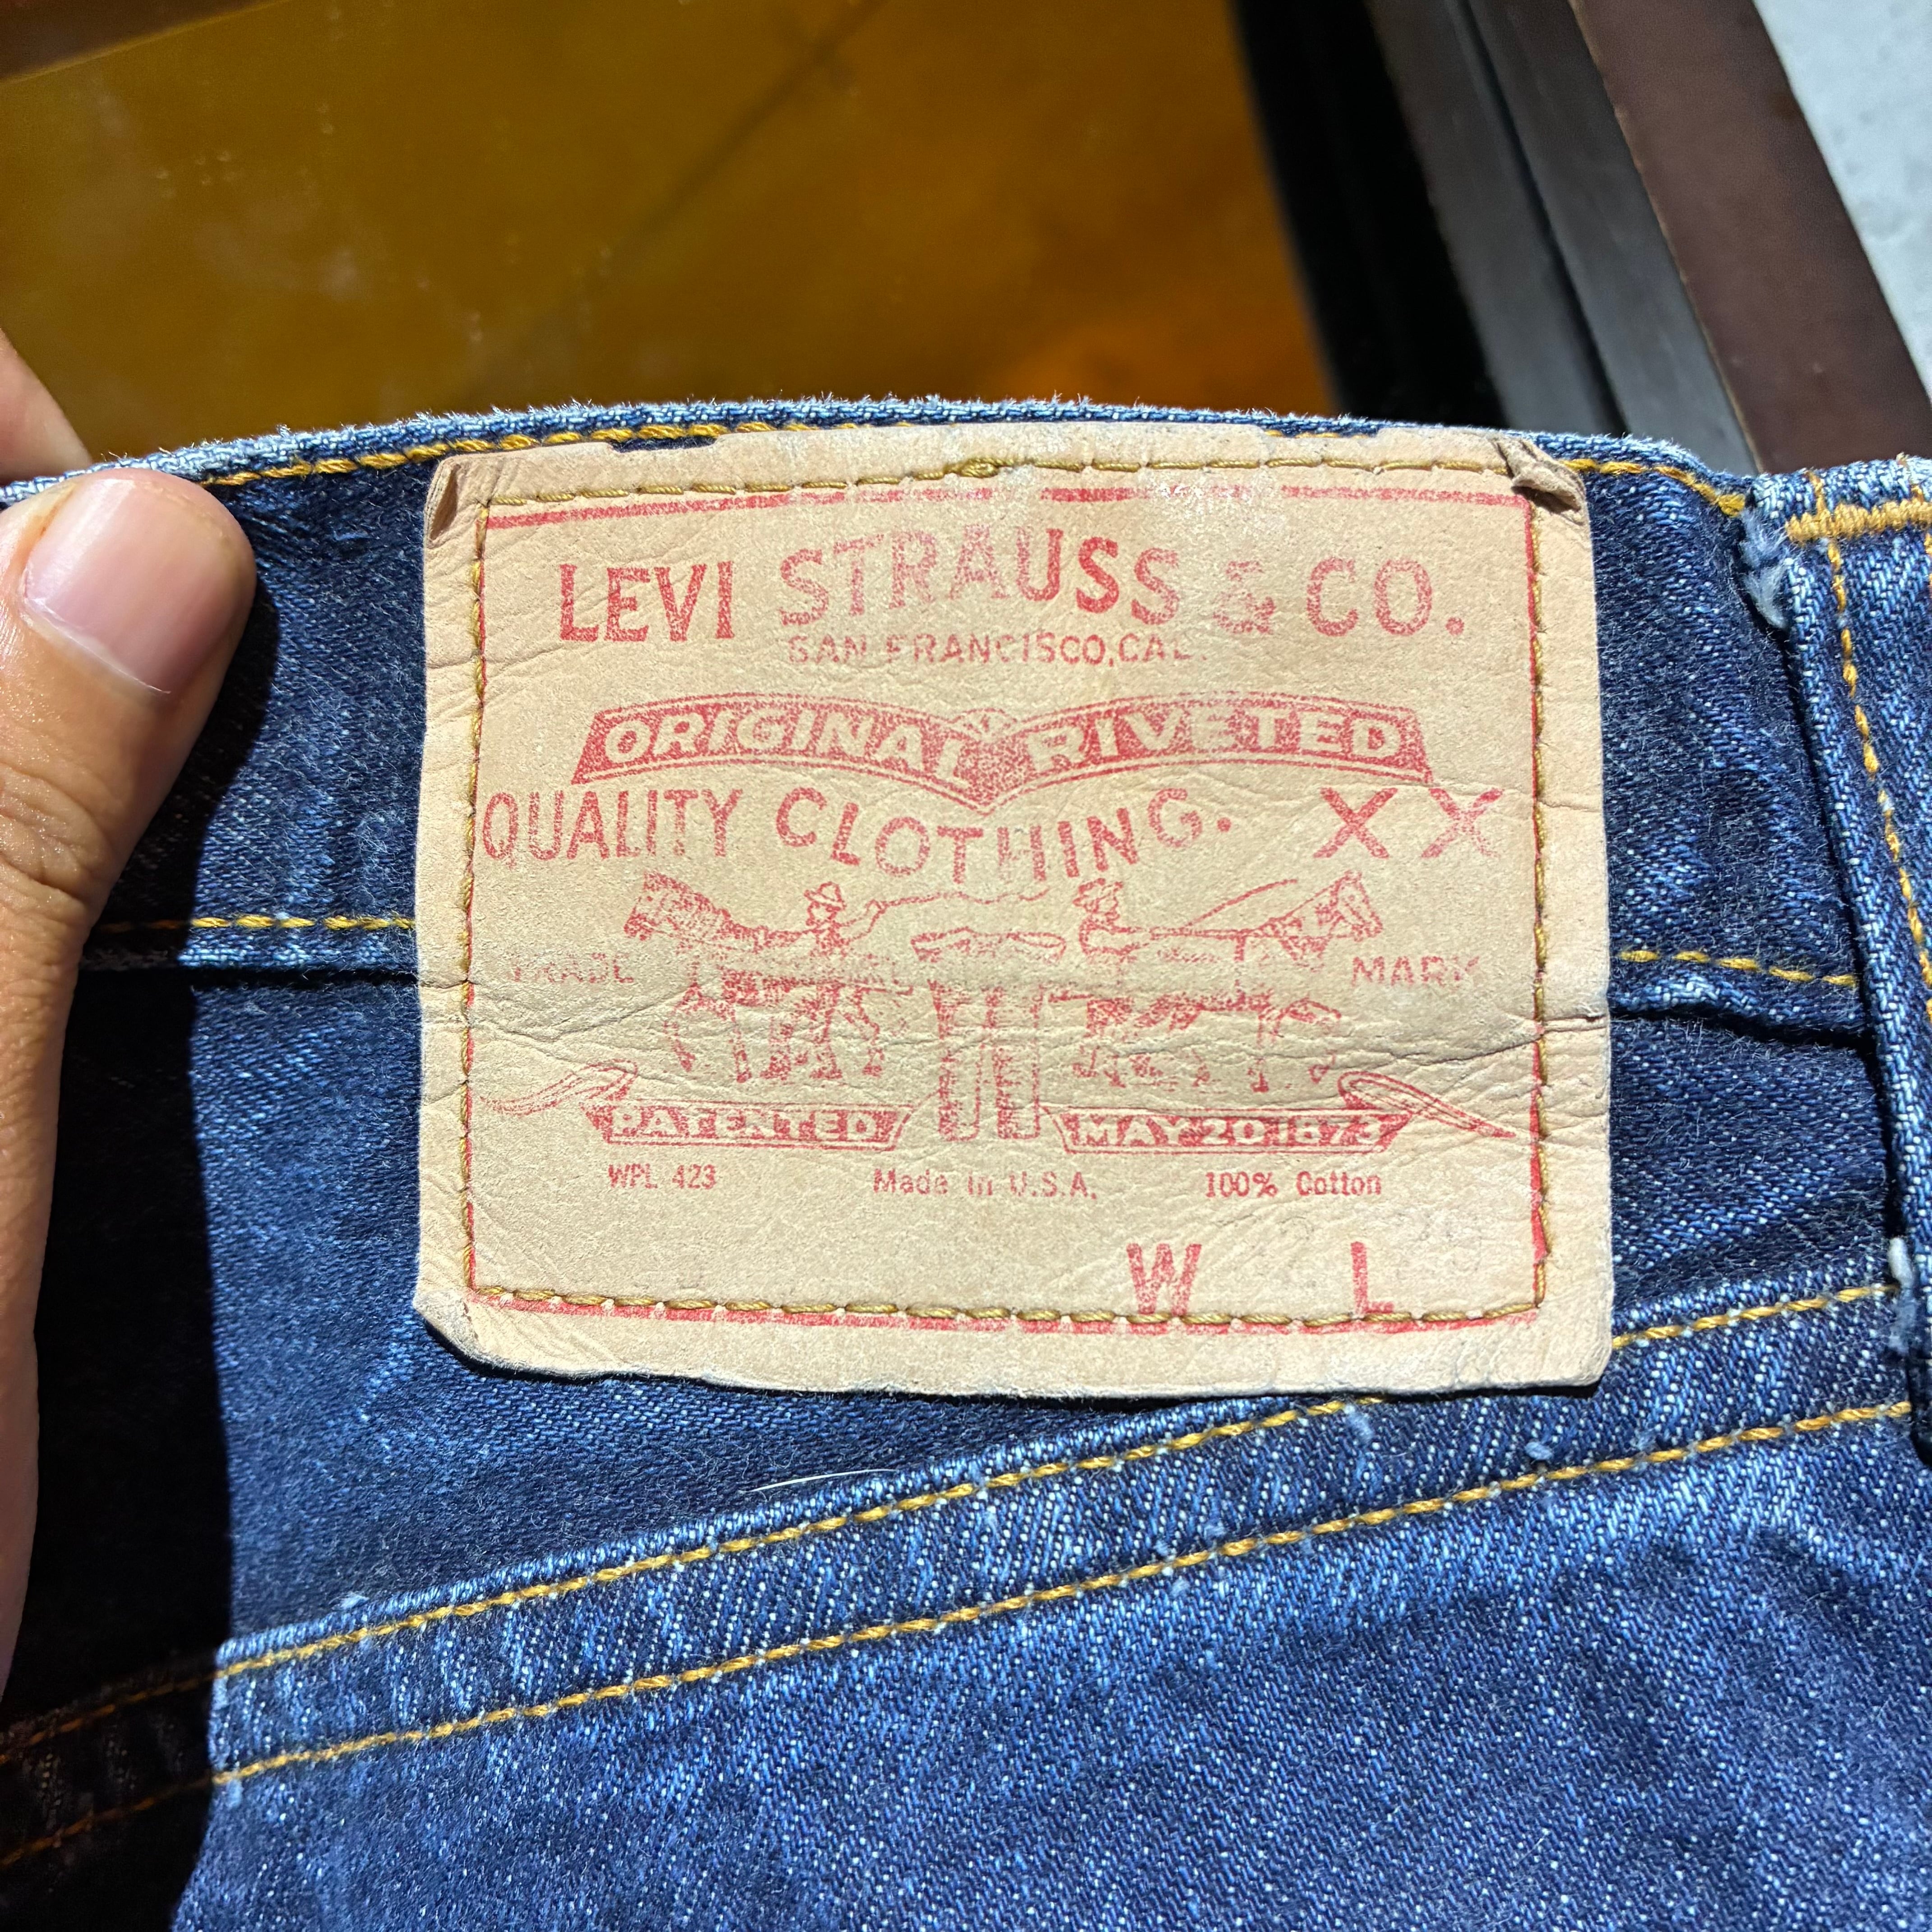 LEVI STRAUSS & CO.
SAN FRANCISCO, CAL.
ORIGINAL RIVETED
QUALITY CLOTHING. XX
TRADE MARK
PATENTED MAY 20 1873
WPL 423 Made in U.S.A. 100% Cotton
W L